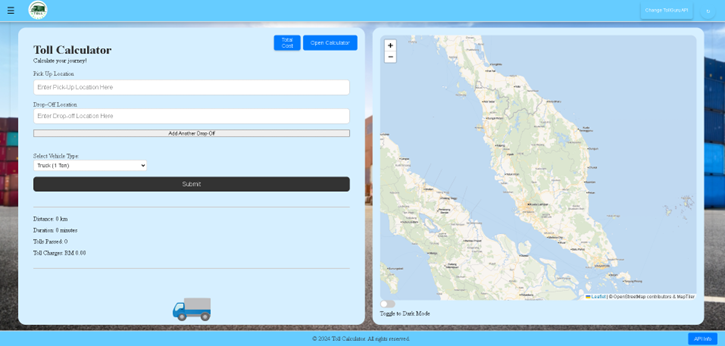 ☰
Change TollData API
Toll Calculator
Calculate your journey!
Total
Cost
Open Calculator
Pick Up Location
Enter Pick-Up Location Here
Drop-Off Location
Enter Drop-off Location Here
Add Another Drop-Off
Select Vehicle Type:
Truck (1 Ton)
Submit
Distance: 0 km
Duration: 0 minutes
Tolls Passed: 0
Toll Charges: RM 0.00
+
−
Leaflet | © OpenStreetMap contributors & MapTiler
Toggle to Dark Mode
© 2024 Toll Calculator. All rights reserved.
API Info